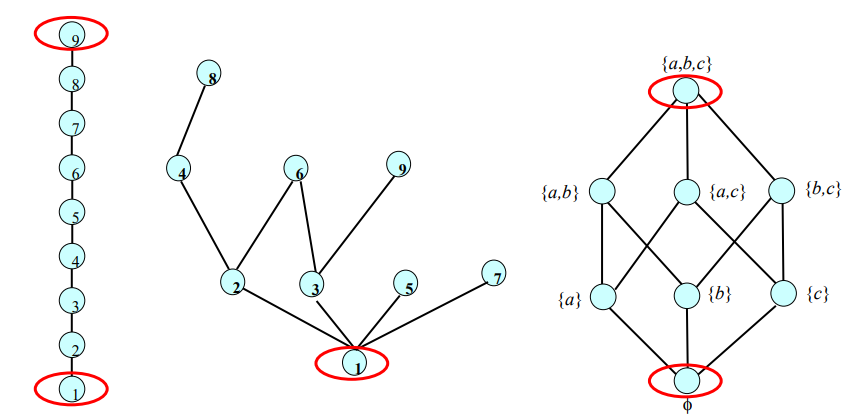 9
8
7
6
5
4
3
2
1
8
4
6
9
2
3
5
7
1
{a,b,c}
{a,b}
{a,c}
{b,c}
{a}
{b}
{c}
ϕ